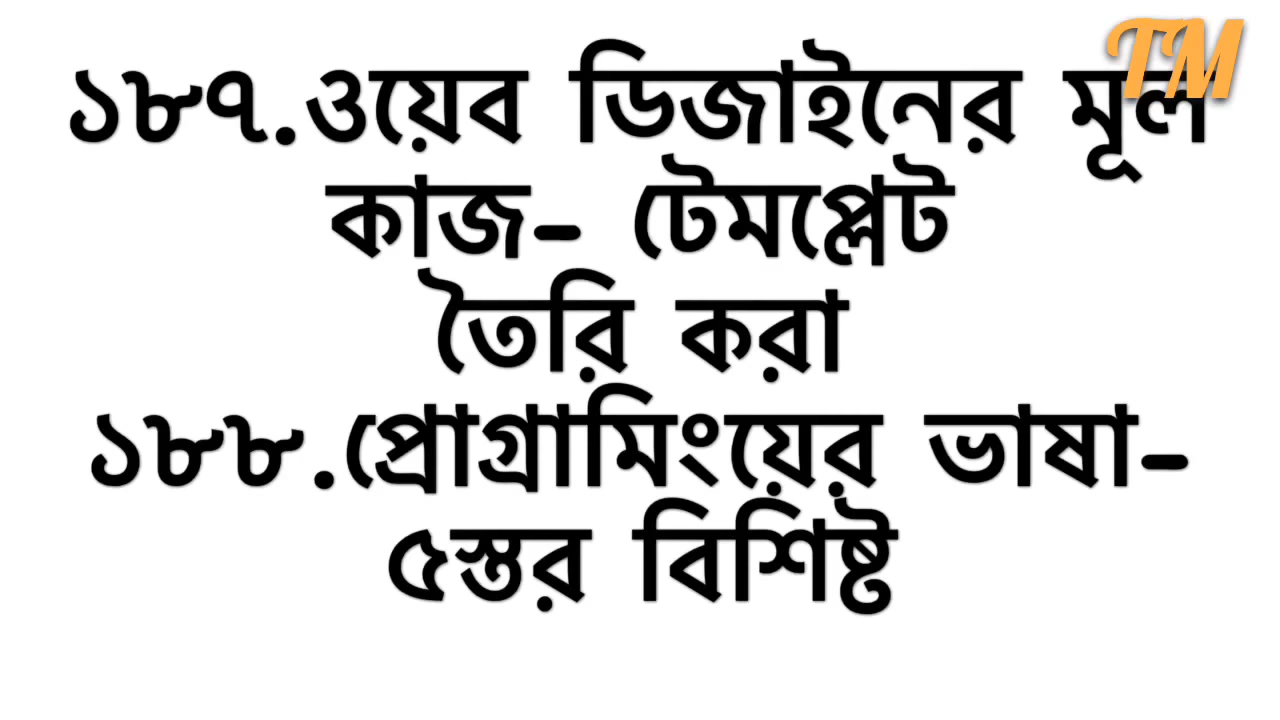 TM
১৮৭.ওয়েব ডিজাইনের মূল
কাজ- টেমপ্লেট
তৈরি করা
১৮৮.প্রোগ্রামিংয়ের ভাষা-
৫স্তর বিশিষ্ট